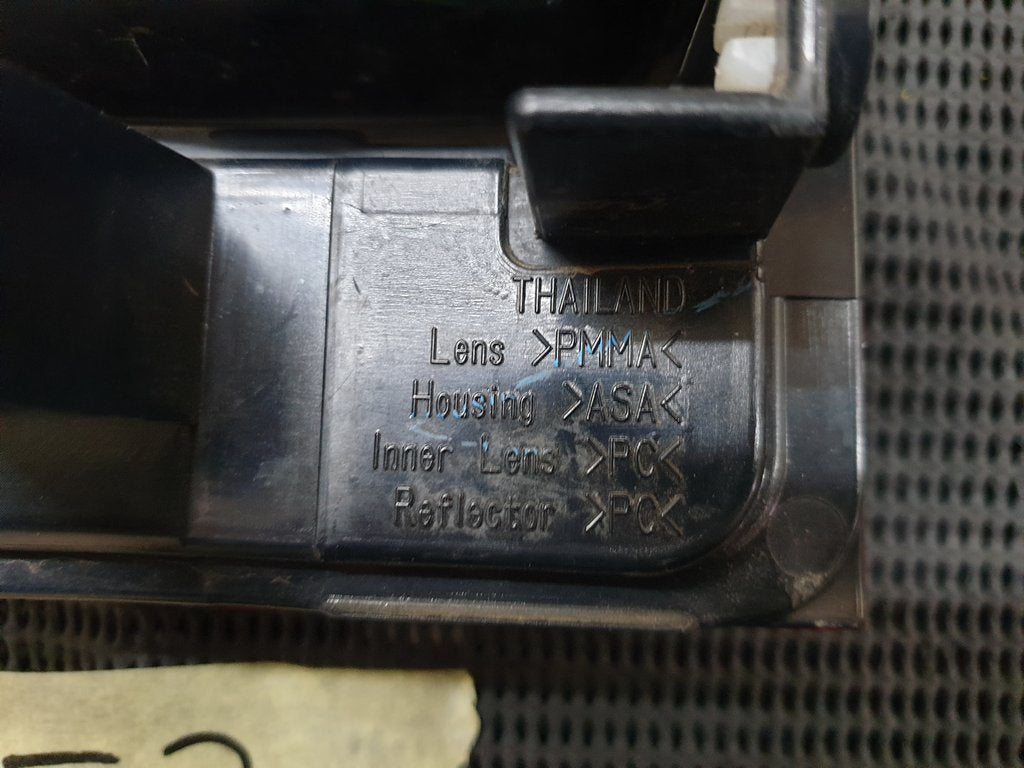 THAILAND
Lens >PMMA<
Housing >ASA<
Inner Lens >PC<
Reflector >PC<